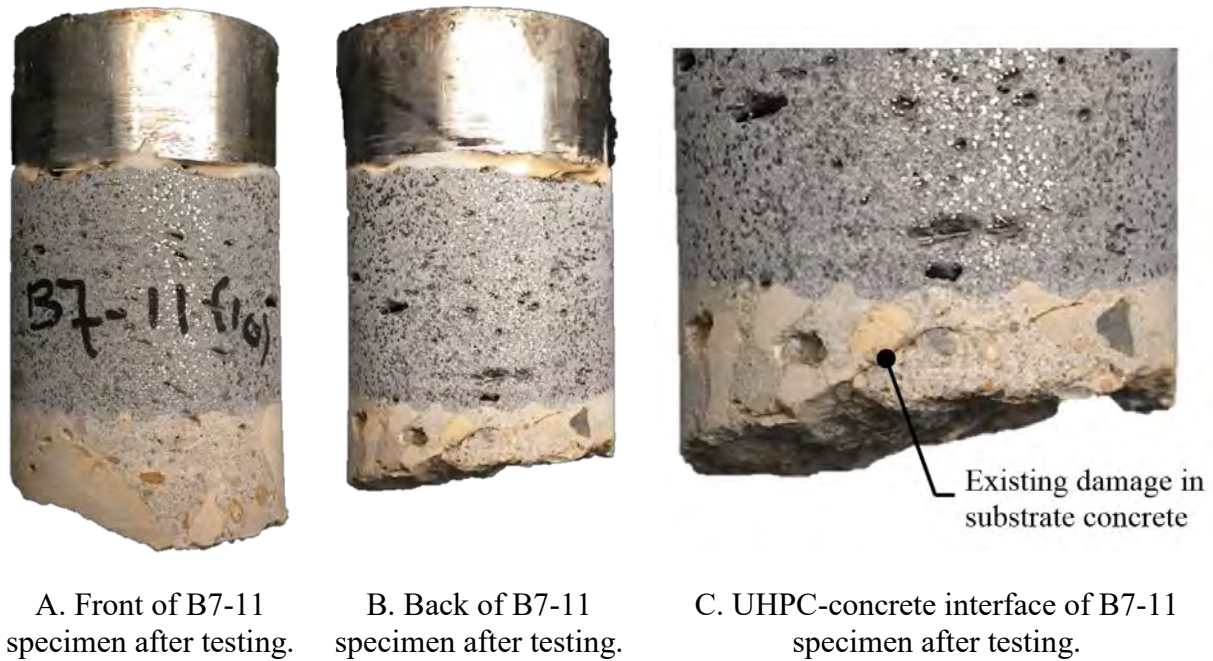 B7-11 f10)
Existing damage in
substrate concrete
A. Front of B7-11
specimen after testing.
B. Back of B7-11
specimen after testing.
C. UHPC-concrete interface of B7-11
specimen after testing.